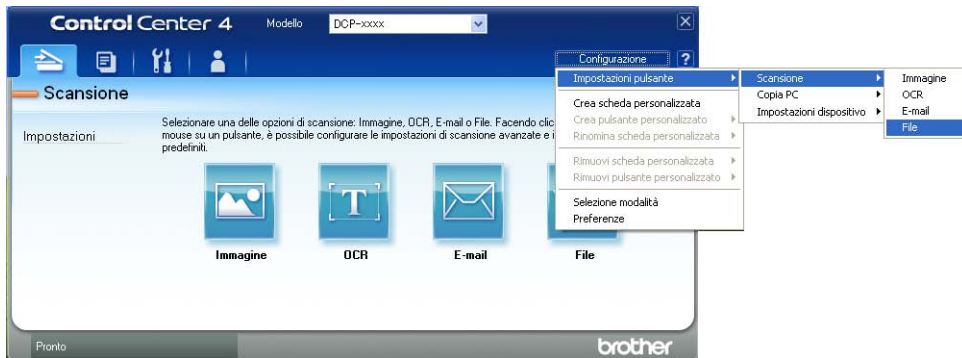 Control Center 4
Modello
DCP-xxxx
Configurazione
?
Scansione
Impostazioni
Selezionare una delle opzioni di scansione: Immagine, OCR, E-mail o File. Facendo clic
mouse su un pulsante, è possibile configurare le impostazioni di scansione avanzate e i
predefiniti.
Immagine
OCR
E-mail
File
Impostazioni pulsante
Crea scheda personalizzata
Crea pulsante personalizzato
Rinomina scheda personalizzata
Rimuovi scheda personalizzata
Rimuovi pulsante personalizzato
Selezione modalità
Preferenze
Scansione
Copia PC
Impostazioni dispositivo
Immagine
OCR
E-mail
File
Pronto
brother